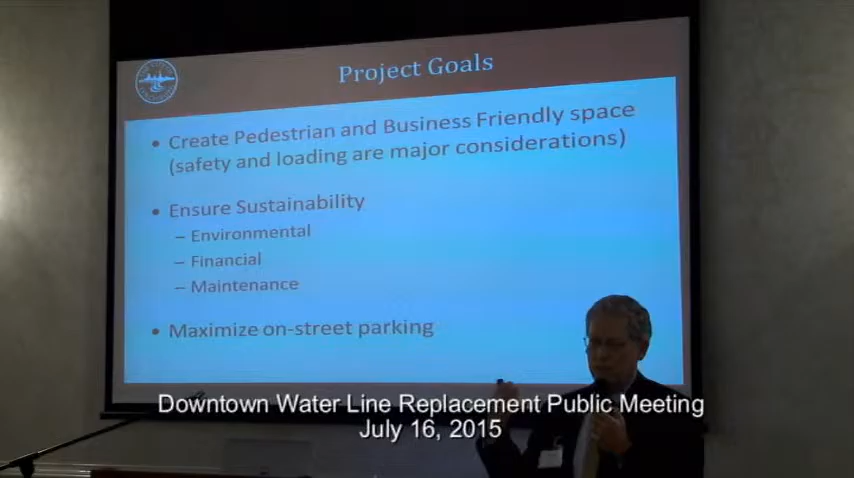 Project Goals
• Create Pedestrian and Business Friendly space
(safety and loading are major considerations)
• Ensure Sustainability
– Environmental
– Financial
– Maintenance
• Maximize on-street parking
Downtown Water Line Replacement Public Meeting
July 16, 2015